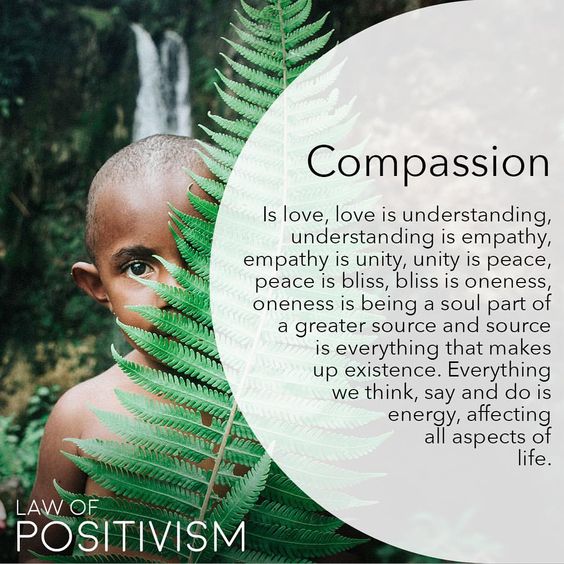 Compassion
Is love, love is understanding,
understanding is empathy,
empathy is unity, unity is peace,
peace is bliss, bliss is oneness,
oneness is being a soul part of
a greater source and source
is everything that makes
up existence. Everything
we think, say and do is
energy, affecting
all aspects of
life.
LAW OF
POSITIVISM